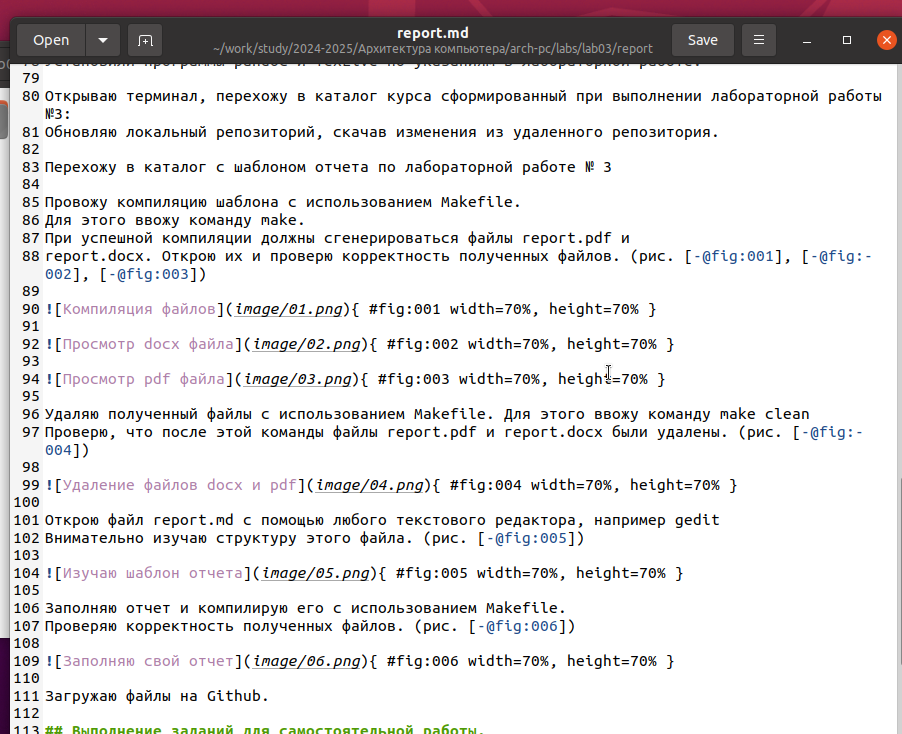 Open
report.md
~/work/study/2024-2025/Архитектура компьютера/arch-pc/labs/lab03/report
Save
79
80 Открываю терминал, перехожу в каталог курса сформированный при выполнении лабораторной работы
№3:
81 Обновляю локальный репозиторий, скачав изменения из удаленного репозитория.
82
83 Перехожу в каталог с шаблоном отчета по лабораторной работе № 3
84
85 Провожу компиляцию шаблона с использованием Makefile.
86 Для этого ввожу команду make.
87 При успешной компиляции должны сгенерироваться файлы report.pdf и
88 report.docx. Открою их и проверю корректность полученных файлов. (рис. [-@fig:001], [-@fig:-
002], [-@fig:003])
89
90 ![Компиляция файлов](image/01.png){ #fig:001 width=70%, height=70% }
91
92 ![Просмотр docx файла](image/02.png){ #fig:002 width=70%, height=70% }
93
94 ![Просмотр pdf файла](image/03.png){ #fig:003 width=70%, height=70% }
95
96 Удаляю полученный файлы с использованием Makefile. Для этого ввожу команду make clean
97 Проверю, что после этой команды файлы report.pdf и report.docx были удалены. (рис. [-@fig:-
004])
98
99 ![Удаление файлов docx и pdf](image/04.png){ #fig:004 width=70%, height=70% }
100
101 Открою файл report.md с помощью любого текстового редактора, например gedit
102 Внимательно изучаю структуру этого файла. (рис. [-@fig:005])
103
104 ![Изучаю шаблон отчета](image/05.png){ #fig:005 width=70%, height=70% }
105
106 Заполняю отчет и компилирую его с использованием Makefile.
107 Проверяю корректность полученных файлов. (рис. [-@fig:006])
108
109 ![Заполняю свой отчет](image/06.png){ #fig:006 width=70%, height=70% }
110
111 Загружаю файлы на Github.
112
113 ## Выполнение заданий для самостоятельной работы.